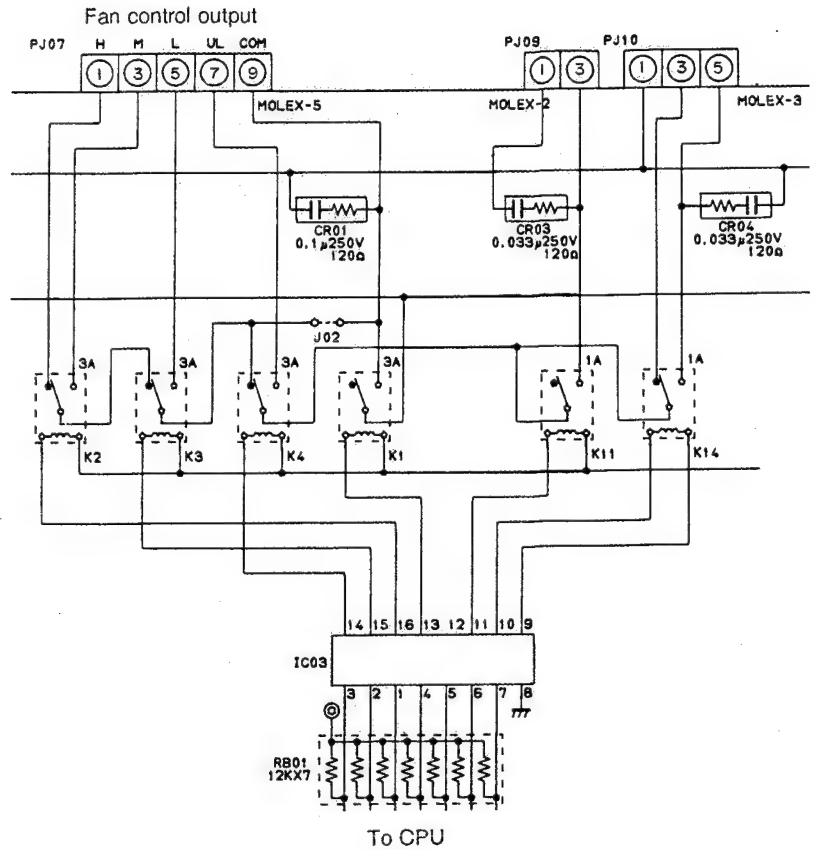 Fan control output
PJ07 H M L UL COM
1 3 5 7 9
MOLEX-5
PJ09
1 3
MOLEX-2
PJ10
1 3 5
MOLEX-3
CR01
0.1μ250V
120Ω
CR03
0.033μ250V
120Ω
CR04
0.033μ250V
120Ω
J02
3A 3A 3A 3A 1A 1A
K2 K3 K4 K1 K11 K14
14 15 16 13 12 11 10 9
IC03
3 2 1 4 5 6 7 8
RB01
12KX7
To CPU